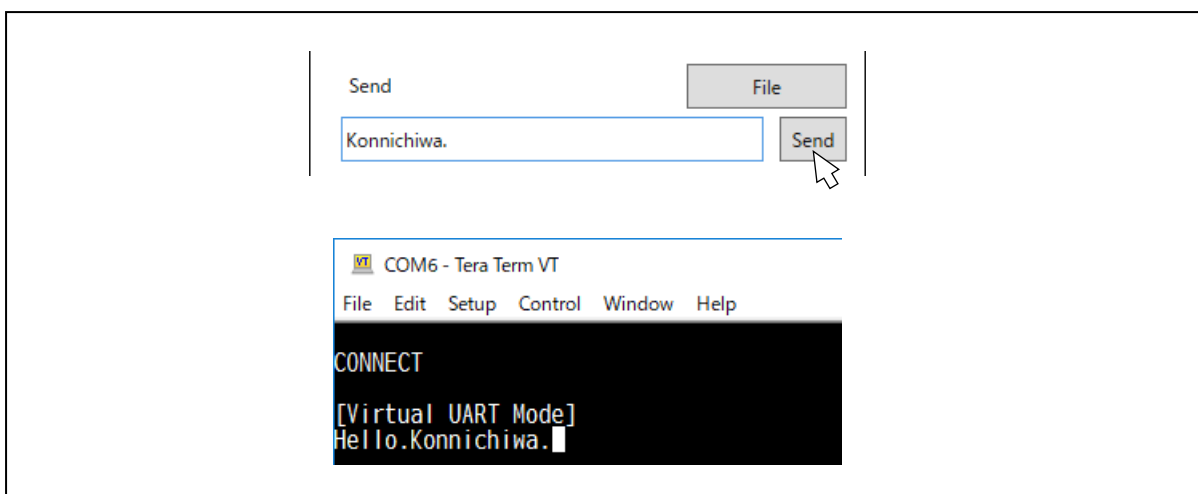 Send
File
Konnichiwa.
Send
VT
COM6 - Tera Term VT
File Edit Setup Control Window Help
CONNECT
[Virtual UART Mode]
Hello.Konnichiwa.